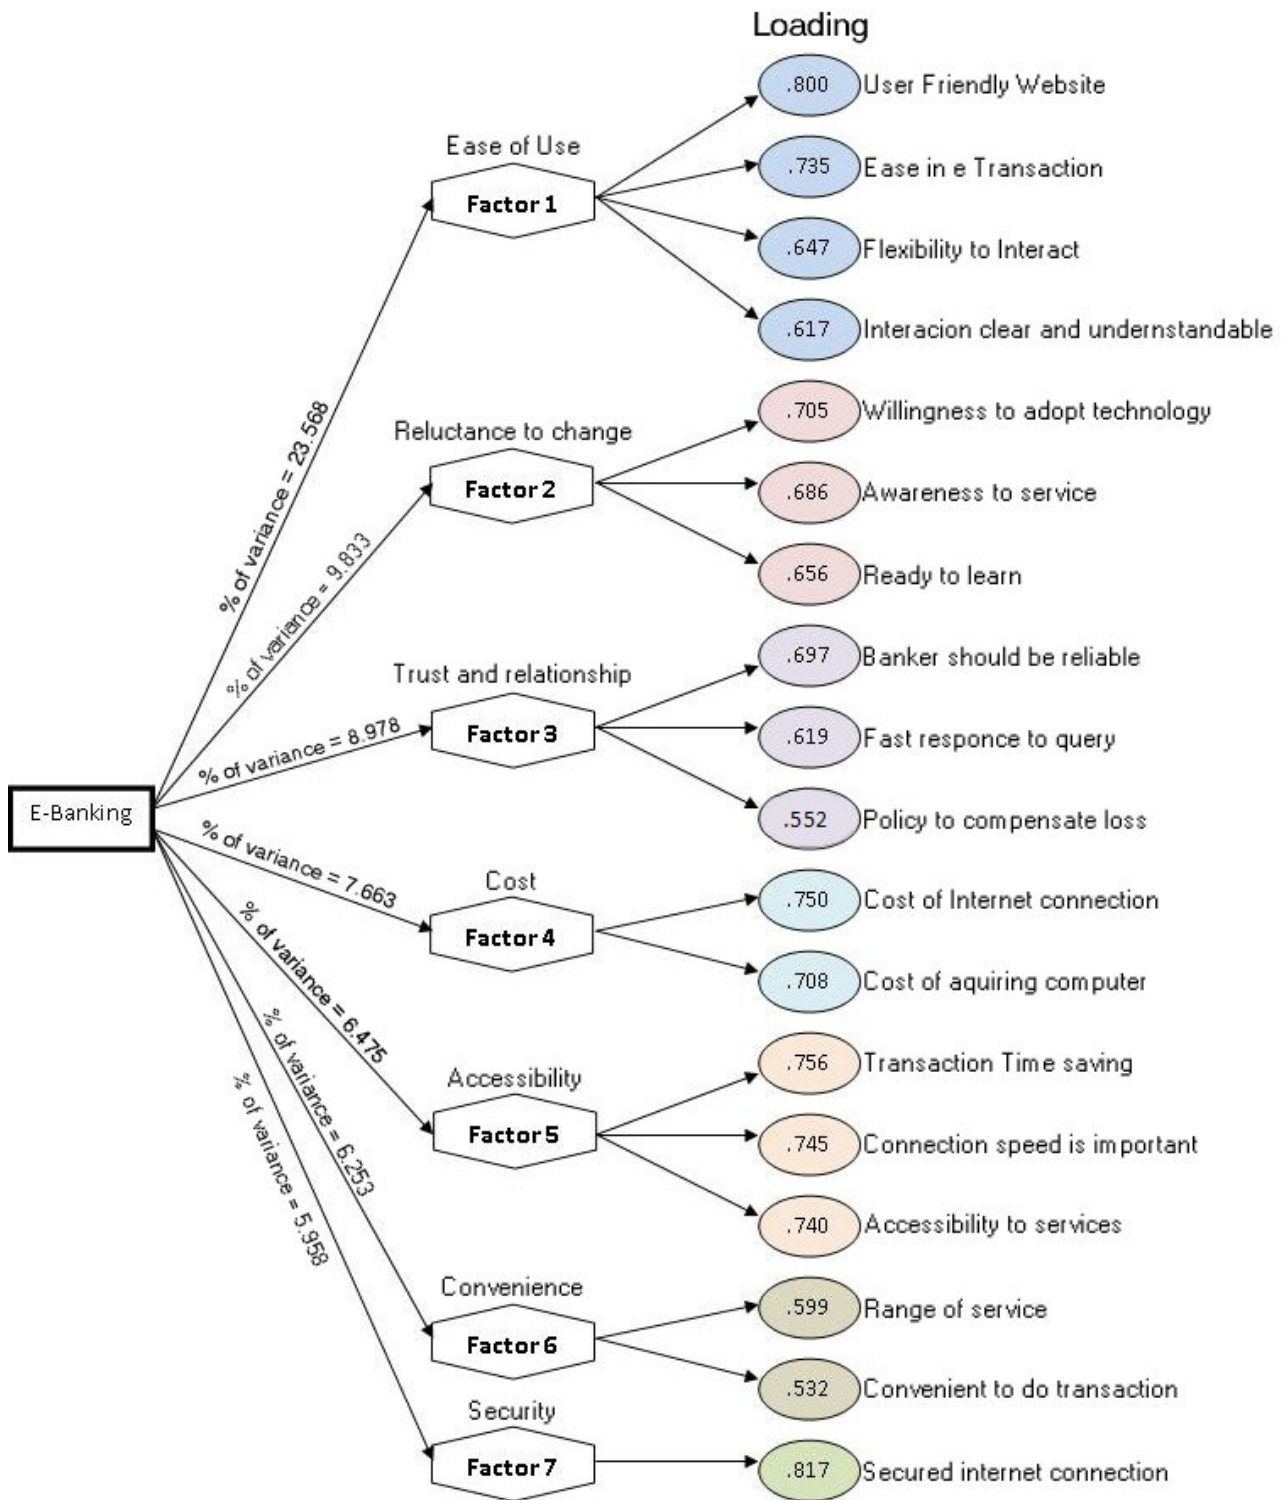 Loading
.800 User Friendly Website
Ease of Use
Factor 1
.735 Ease in e Transaction
.647 Flexibility to Interact
.617 Interacion clear and undernstandable
% of variance = 23.568
.705 Willingness to adopt technology
Reluctance to change
Factor 2
.686 Awareness to service
.656 Ready to learn
% of variance = 9.833
.697 Banker should be reliable
Trust and relationship
Factor 3
.619 Fast responce to query
% of variance = 8.978
.552 Policy to compensate loss
E-Banking
% of variance = 7.663
Cost
Factor 4
.750 Cost of Internet connection
.708 Cost of aquiring computer
% of variance = 6.475
.756 Transaction Time saving
Accessibility
Factor 5
.745 Connection speed is important
.740 Accessibility to services
% of variance = 6.253
Convenience
Factor 6
.599 Range of service
.532 Convenient to do transaction
% of variance = 5.958
Security
Factor 7
.817 Secured internet connection